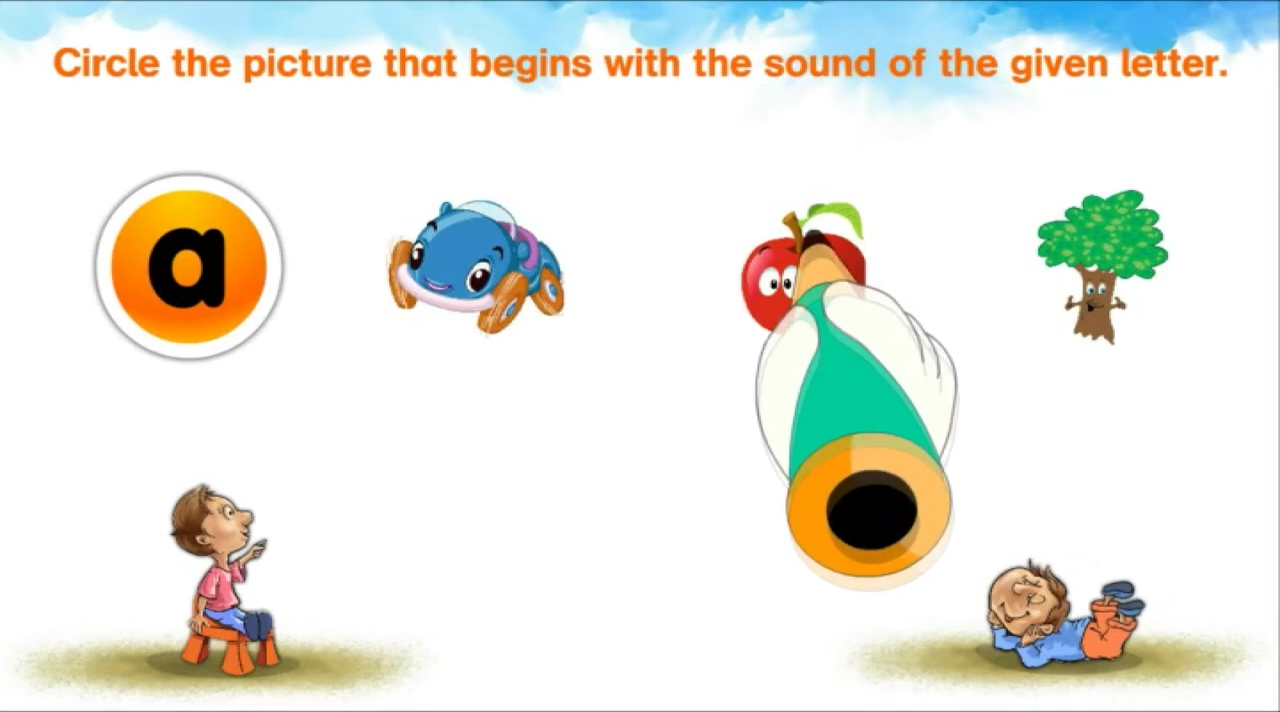 Circle the picture that begins with the sound of the given letter.
a